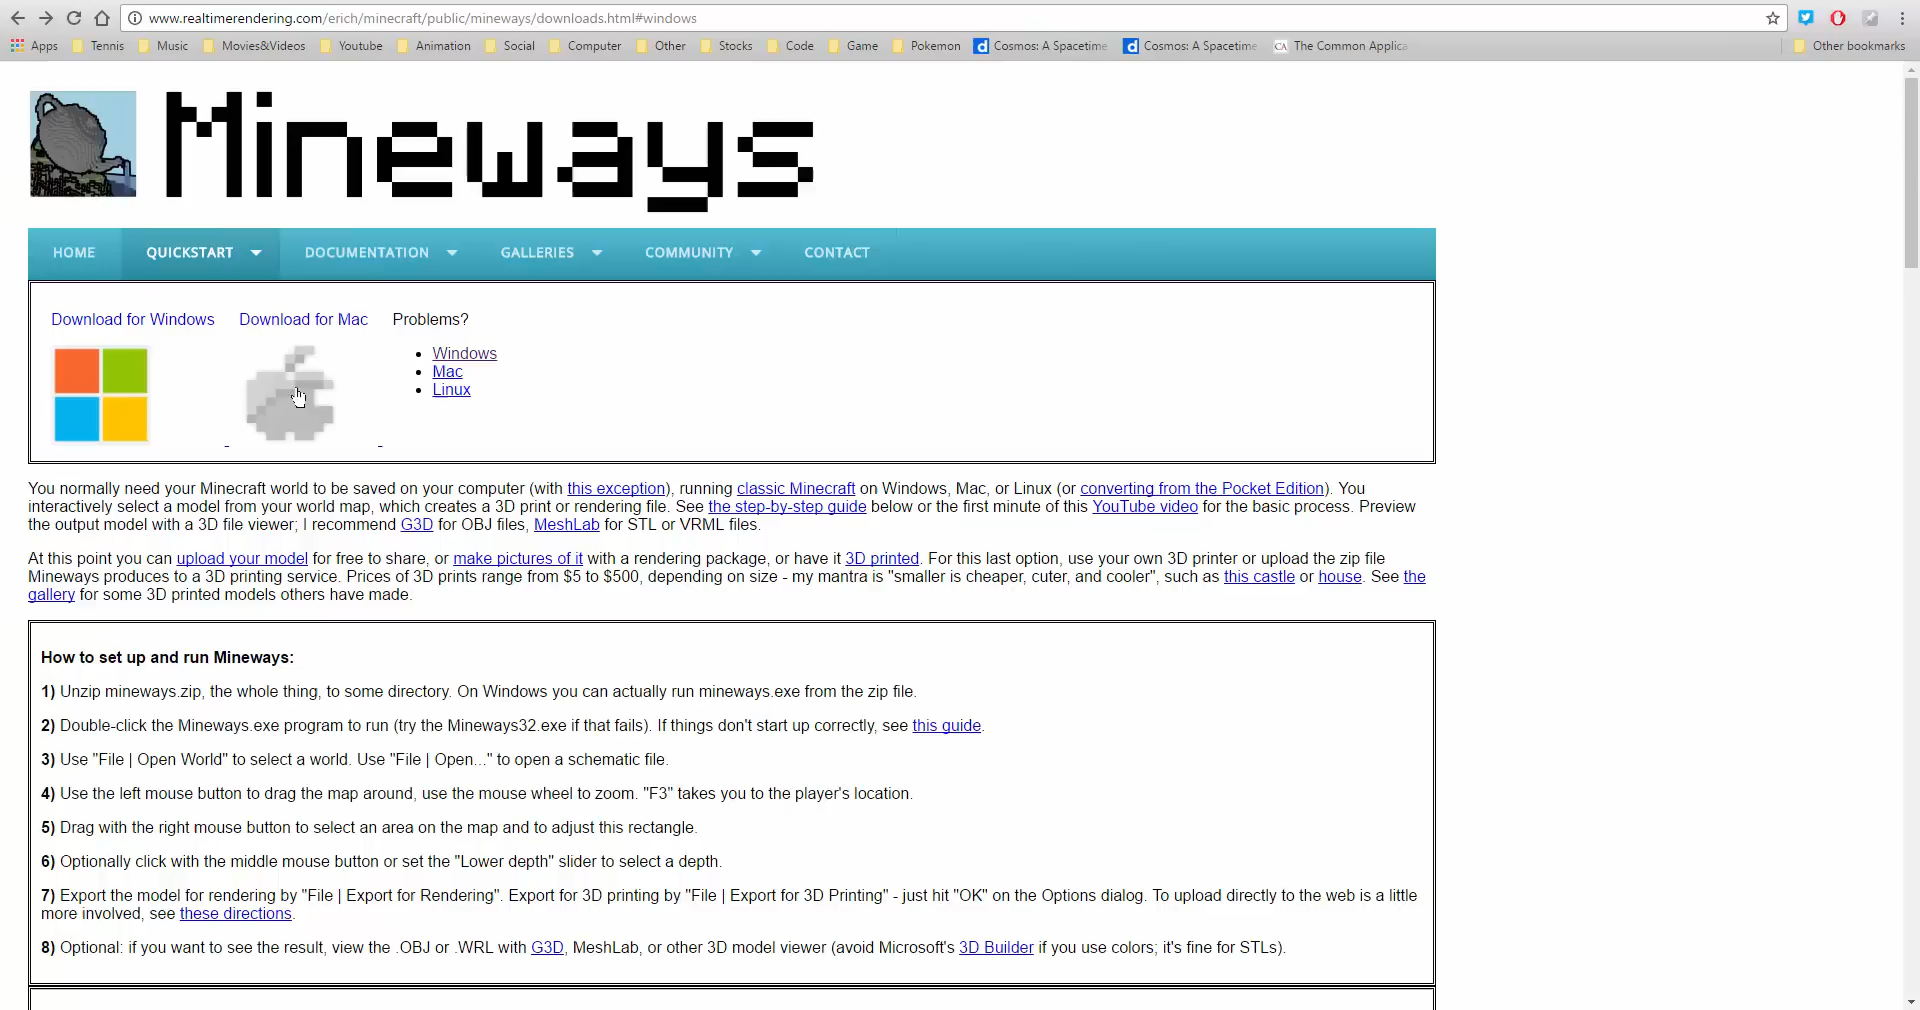 www.realtimerendering.com/erich/minecraft/public/mineways/downloads.html#windows
Apps Tennis Music Movies&Videos Youtube Animation Social Computer Other Stocks Code Game Pokemon Cosmos: A Spacetime Cosmos: A Spacetime CA The Common Applica Other bookmarks
Mineways
HOME QUICKSTART DOCUMENTATION GALLERIES COMMUNITY CONTACT
Download for Windows Download for Mac Problems?
• Windows
• Mac
• Linux
You normally need your Minecraft world to be saved on your computer (with this exception), running classic Minecraft on Windows, Mac, or Linux (or converting from the Pocket Edition). You
interactively select a model from your world map, which creates a 3D print or rendering file. See the step-by-step guide below or the first minute of this YouTube video for the basic process. Preview
the output model with a 3D file viewer; I recommend G3D for OBJ files, MeshLab for STL or VRML files.
At this point you can upload your model for free to share, or make pictures of it with a rendering package, or have it 3D printed. For this last option, use your own 3D printer or upload the zip file
Mineways produces to a 3D printing service. Prices of 3D prints range from $5 to $500, depending on size - my mantra is "smaller is cheaper, cuter, and cooler", such as this castle or house. See the
gallery for some 3D printed models others have made.
How to set up and run Mineways:
1) Unzip mineways.zip, the whole thing, to some directory. On Windows you can actually run mineways.exe from the zip file.
2) Double-click the Mineways.exe program to run (try the Mineways32.exe if that fails). If things don't start up correctly, see this guide.
3) Use "File | Open World" to select a world. Use "File | Open..." to open a schematic file.
4) Use the left mouse button to drag the map around, use the mouse wheel to zoom. "F3" takes you to the player's location.
5) Drag with the right mouse button to select an area on the map and to adjust this rectangle.
6) Optionally click with the middle mouse button or set the "Lower depth" slider to select a depth.
7) Export the model for rendering by "File | Export for Rendering". Export for 3D printing by "File | Export for 3D Printing" - just hit "OK" on the Options dialog. To upload directly to the web is a little
more involved, see these directions.
8) Optional: if you want to see the result, view the .OBJ or .WRL with G3D, MeshLab, or other 3D model viewer (avoid Microsoft's 3D Builder if you use colors; it's fine for STLs).